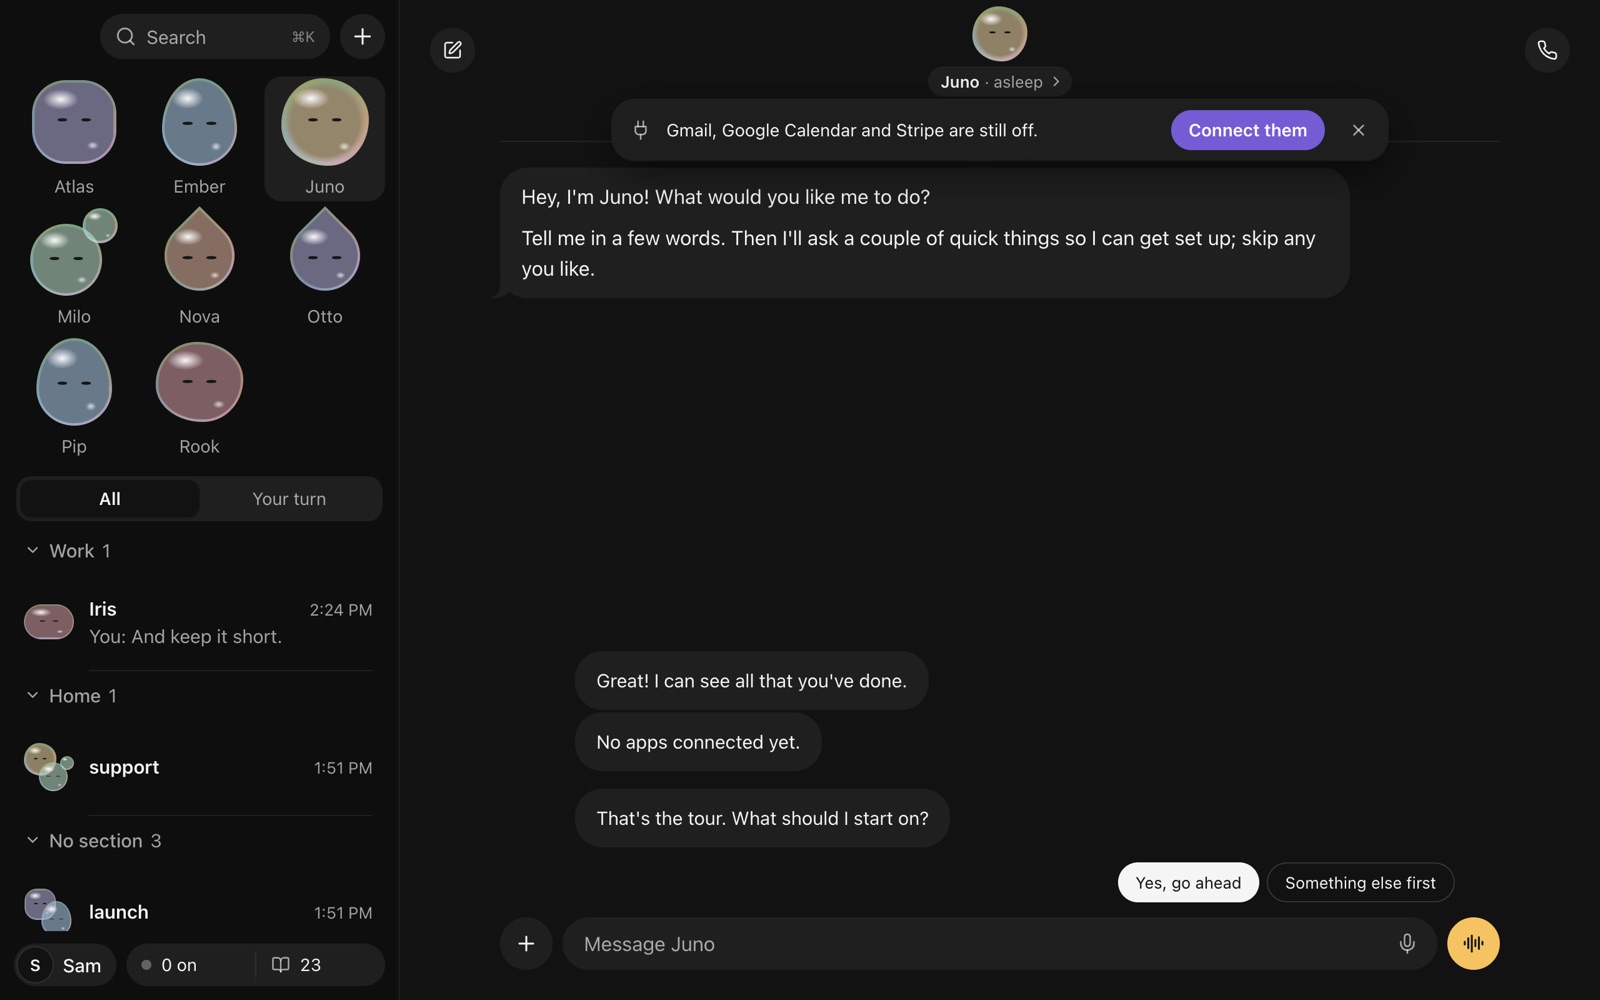 Search ⌘K
Atlas
Ember
Juno
Milo
Nova
Otto
Pip
Rook
All
Your turn
Work 1
Iris 2:24 PM
You: And keep it short.
Home 1
support 1:51 PM
No section 3
launch 1:51 PM
S Sam
0 on
23
Juno · asleep
Gmail, Google Calendar and Stripe are still off.
Connect them
Hey, I'm Juno! What would you like me to do?
Tell me in a few words. Then I'll ask a couple of quick things so I can get set up; skip any
you like.
Great! I can see all that you've done.
No apps connected yet.
That's the tour. What should I start on?
Yes, go ahead
Something else first
Message Juno